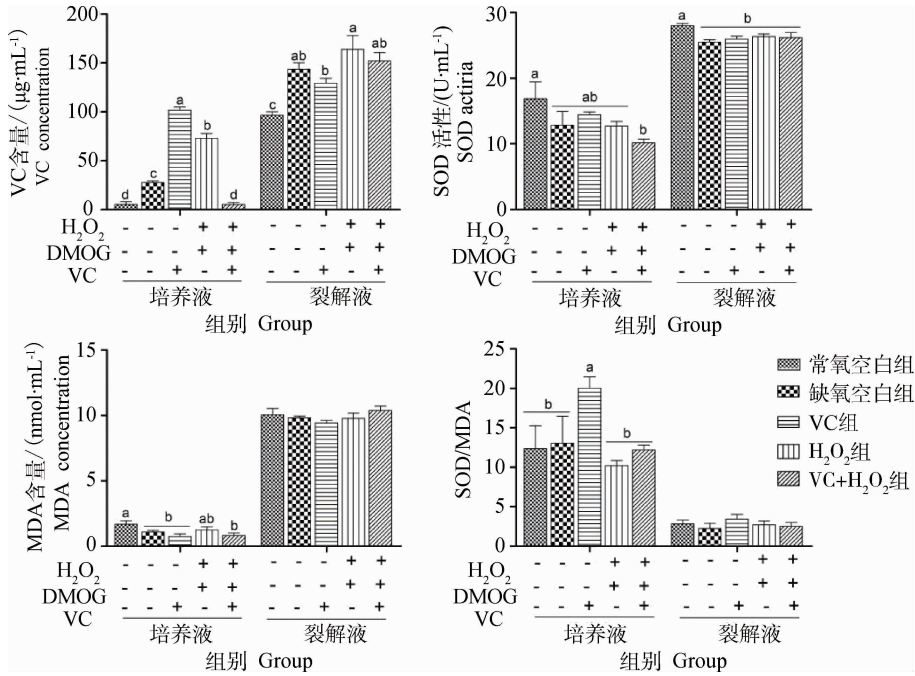 VC含量/(μg·mL⁻¹)
VC concentration
200
150
100
50
0
d
c
a
b
d
c
ab
b
a
ab
H₂O₂ - - - + + - - - + +
DMOG - - - + + - - - + +
VC - - + - + - - + - +
培养液 裂解液
组别 Group
SOD 活性/(U·mL⁻¹)
SOD actiria
30
20
10
0
a
ab
b
a
b
H₂O₂ - - - + + - - - + +
DMOG - - - + + - - - + +
VC - - + - + - - + - +
培养液 裂解液
组别 Group
MDA含量/(nmol·mL⁻¹)
MDA concentration
15
10
5
0
a
b
ab
b
H₂O₂ - - - + + - - - + +
DMOG - - - + + - - - + +
VC - - + - + - - + - +
培养液 裂解液
组别 Group
SOD/MDA
25
20
15
10
5
0
b
a
b
H₂O₂ - - - + + - - - + +
DMOG - - - + + - - - + +
VC - - + - + - - + - +
培养液 裂解液
组别 Group
常氧空白组
缺氧空白组
VC组
H₂O₂组
VC+H₂O₂组